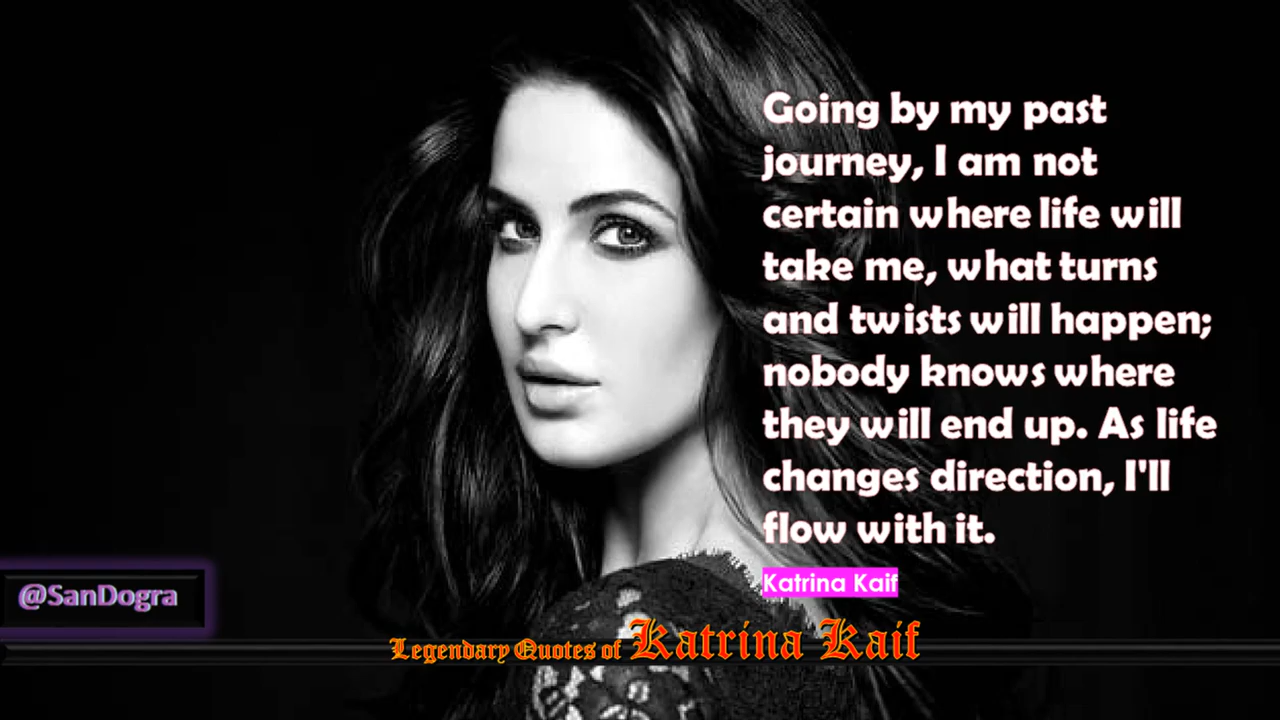 Going by my past
journey, I am not
certain where life will
take me, what turns
and twists will happen;
nobody knows where
they will end up. As life
changes direction, I'll
flow with it.
Katrina Kaif
@SanDogra
Legendary Quotes of Katrina Kaif